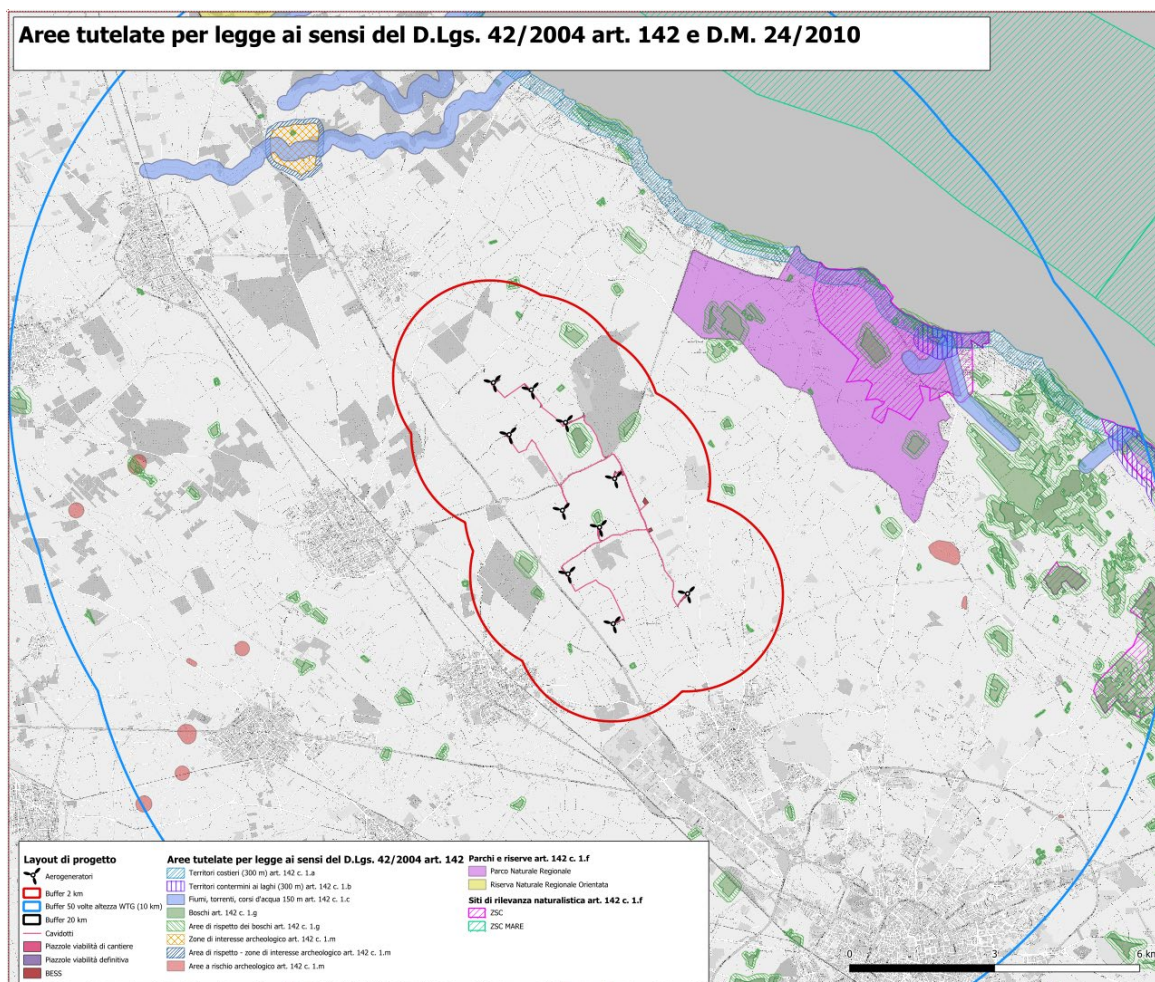 Aree tutelate per legge ai sensi del D.Lgs. 42/2004 art. 142 e D.M. 24/2010
Layout di progetto
Aerogeneratori
Buffer 2 km
Buffer 50 volte altezza WTG (10 km)
Buffer 20 km
Cavidotti
Piazzole viabilità di cantiere
Piazzole viabilità definitiva
BESS
Aree tutelate per legge ai sensi del D.Lgs. 42/2004 art. 142
Territori costieri (300 m) art. 142 c. 1.a
Territori contermini ai laghi (300 m) art. 142 c. 1.b
Fiumi, torrenti, corsi d'acqua 150 m art. 142 c. 1.c
Boschi art. 142 c. 1.g
Aree di rispetto dei boschi art. 142 c. 1.g
Zone di interesse archeologico art. 142 c. 1.m
Area di rispetto - zone di interesse archeologico art. 142 c. 1.m
Aree a rischio archeologico art. 142 c. 1.m
Parchi e riserve art. 142 c. 1.f
Parco Naturale Regionale
Riserva Naturale Regionale Orientata
Siti di rilevanza naturalistica art. 142 c. 1.f
ZSC
ZSC MARE
0 3 6 km